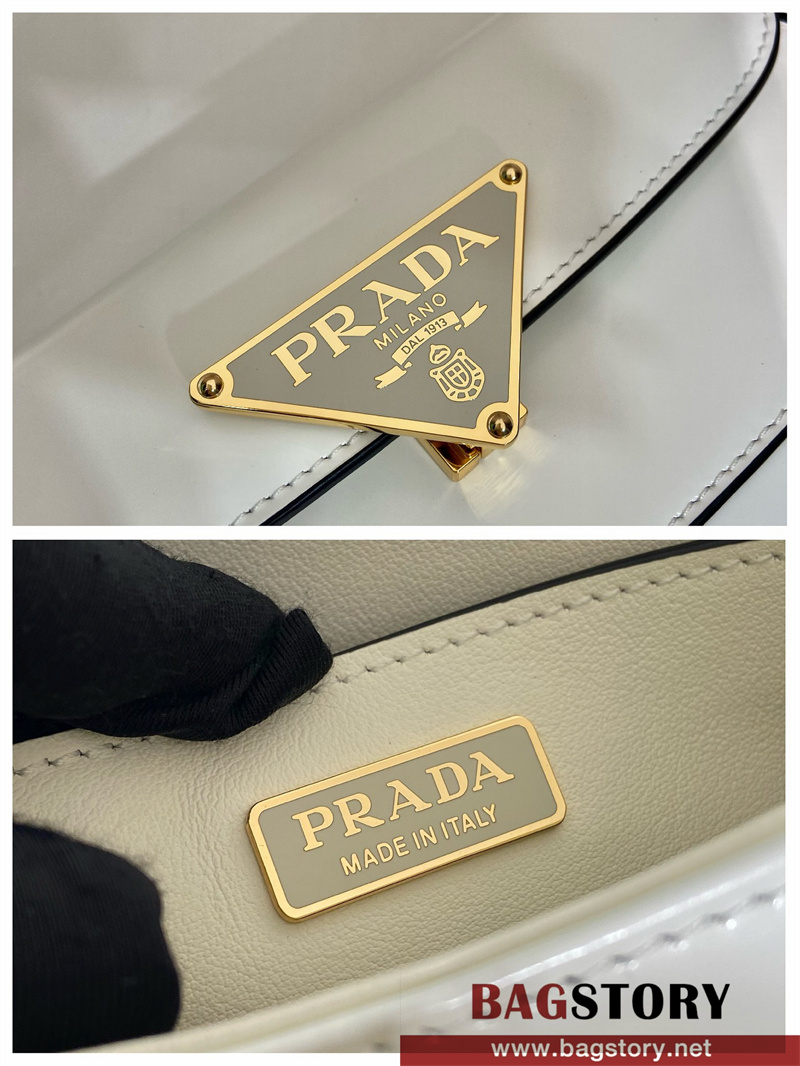 PRADA
MILANO
DAL 1913
PRADA
MADE IN ITALY
BAGSTORY
www.bagstory.net